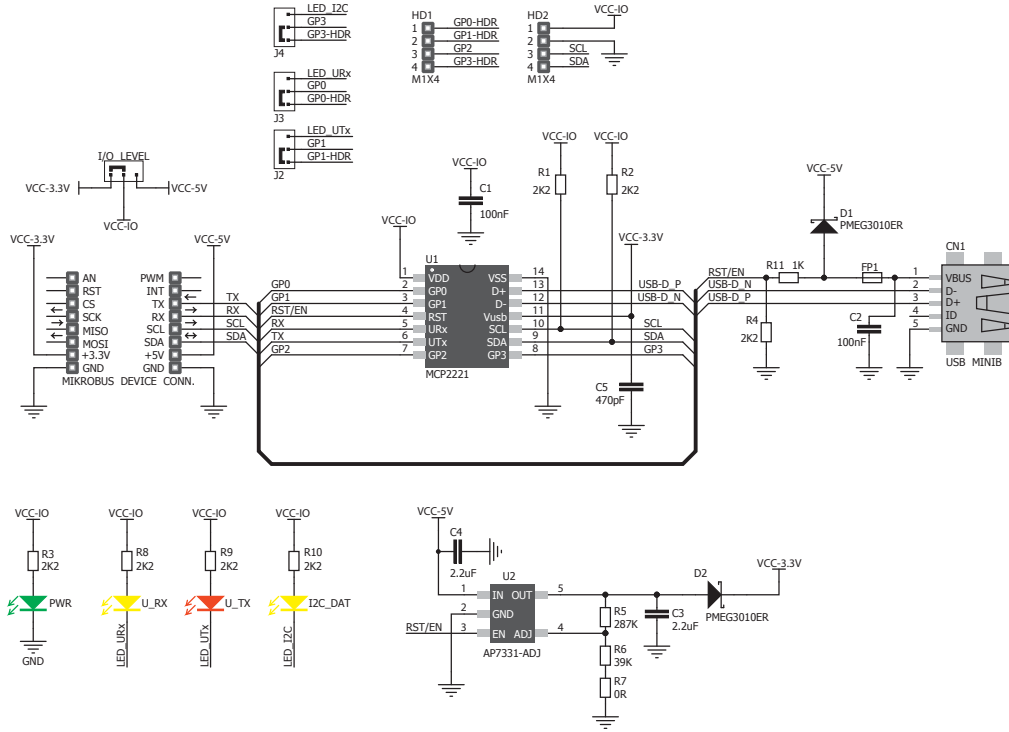 LED_I2C
GP3
GP3-HDR
J4
LED_URx
GP0
GP0-HDR
J3
LED_UTx
GP1
GP1-HDR
J2
HD1
1 GP0-HDR
2 GP1-HDR
3 GP2
4 GP3-HDR
M1X4
HD2
VCC-IO
1
2
3 SCL
4 SDA
M1X4
I/O LEVEL
VCC-3.3V
VCC-5V
VCC-IO
VCC-3.3V
VCC-5V
AN PWM
RST INT
CS TX TX
SCK RX RX
MISO SCL SCL
MOSI SDA SDA
+3.3V +5V
GND GND
MIKROBUS DEVICE CONN.
VCC-IO
C1
100nF
VCC-IO
VCC-IO
VCC-IO
R1
2K2
R2
2K2
VCC-3.3V
U1
GP0
GP1
RST/EN
RX
TX
GP2
1 VDD VSS 14
2 GP0 D+ 13 USB-D_P
3 GP1 D- 12 USB-D_N
4 RST Vusb 11
5 URx SCL 10 SCL
6 UTx SDA 9 SDA
7 GP2 GP3 8 GP3
MCP2221
C5
470pF
VCC-5V
D1
PMEG3010ER
RST/EN
USB-D_N
USB-D_P
R11 1K
FP1
R4
2K2
C2
100nF
CN1
1 VBUS
2 D-
3 D+
4 ID
5 GND
USB MINIB
VCC-IO
R3
2K2
PWR
GND
VCC-IO
R8
2K2
U_RX
LED_URx
VCC-IO
R9
2K2
U_TX
LED_UTx
VCC-IO
R10
2K2
I2C_DAT
LED_I2C
VCC-5V
C4
2.2uF
U2
1 IN OUT 5
2 GND
RST/EN 3 EN ADJ 4
AP7331-ADJ
R5
287K
R6
39K
R7
0R
C3
2.2uF
D2
PMEG3010ER
VCC-3.3V